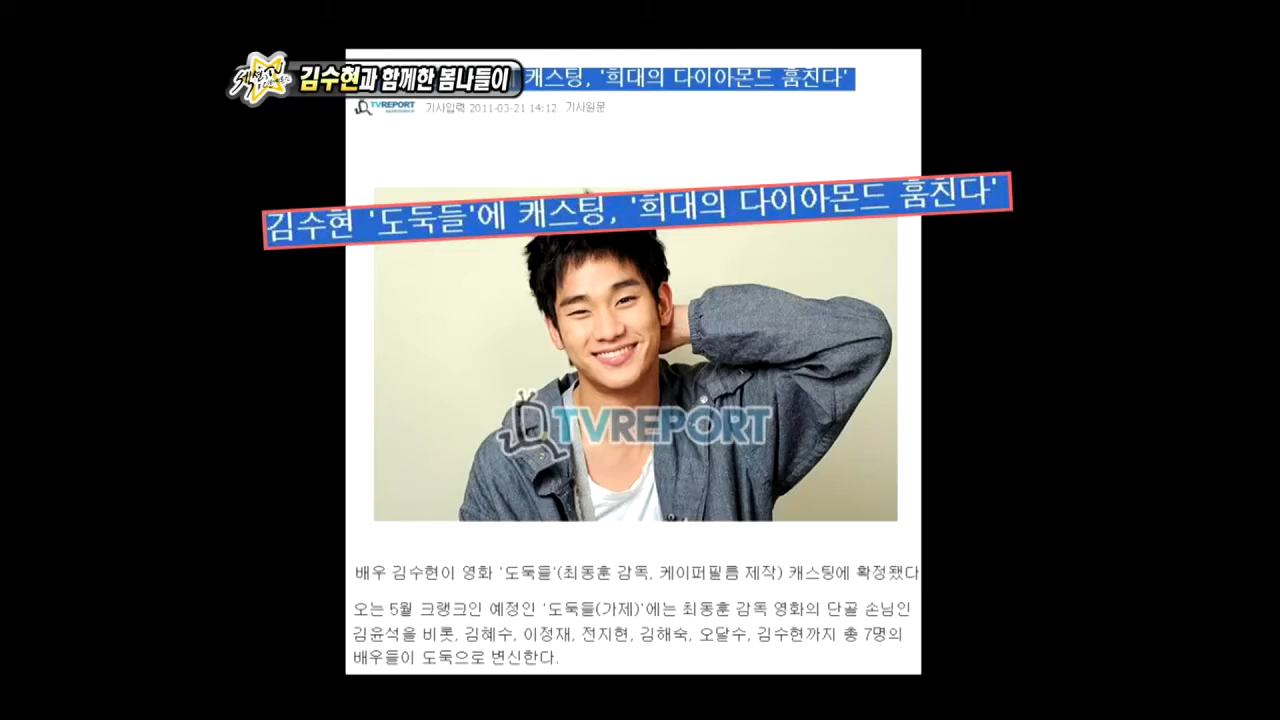 섹션TV
김수현과 함께한 봄나들이
캐스팅, '희대의 다이아몬드 훔친다'
TVREPORT 기사입력 2011-03-21 14:12 기사원문
김수현 '도둑들'에 캐스팅, '희대의 다이아몬드 훔친다'
TVREPORT
배우 김수현이 영화 '도둑들'(최동훈 감독, 케이퍼필름 제작) 캐스팅에 확정됐다
오는 5월 크랭크인 예정인 '도둑들(가제)'에는 최동훈 감독 영화의 단골 손님인
김윤석을 비롯, 김혜수, 이정재, 전지현, 김해숙, 오달수, 김수현까지 총 7명의
배우들이 도둑으로 변신한다.